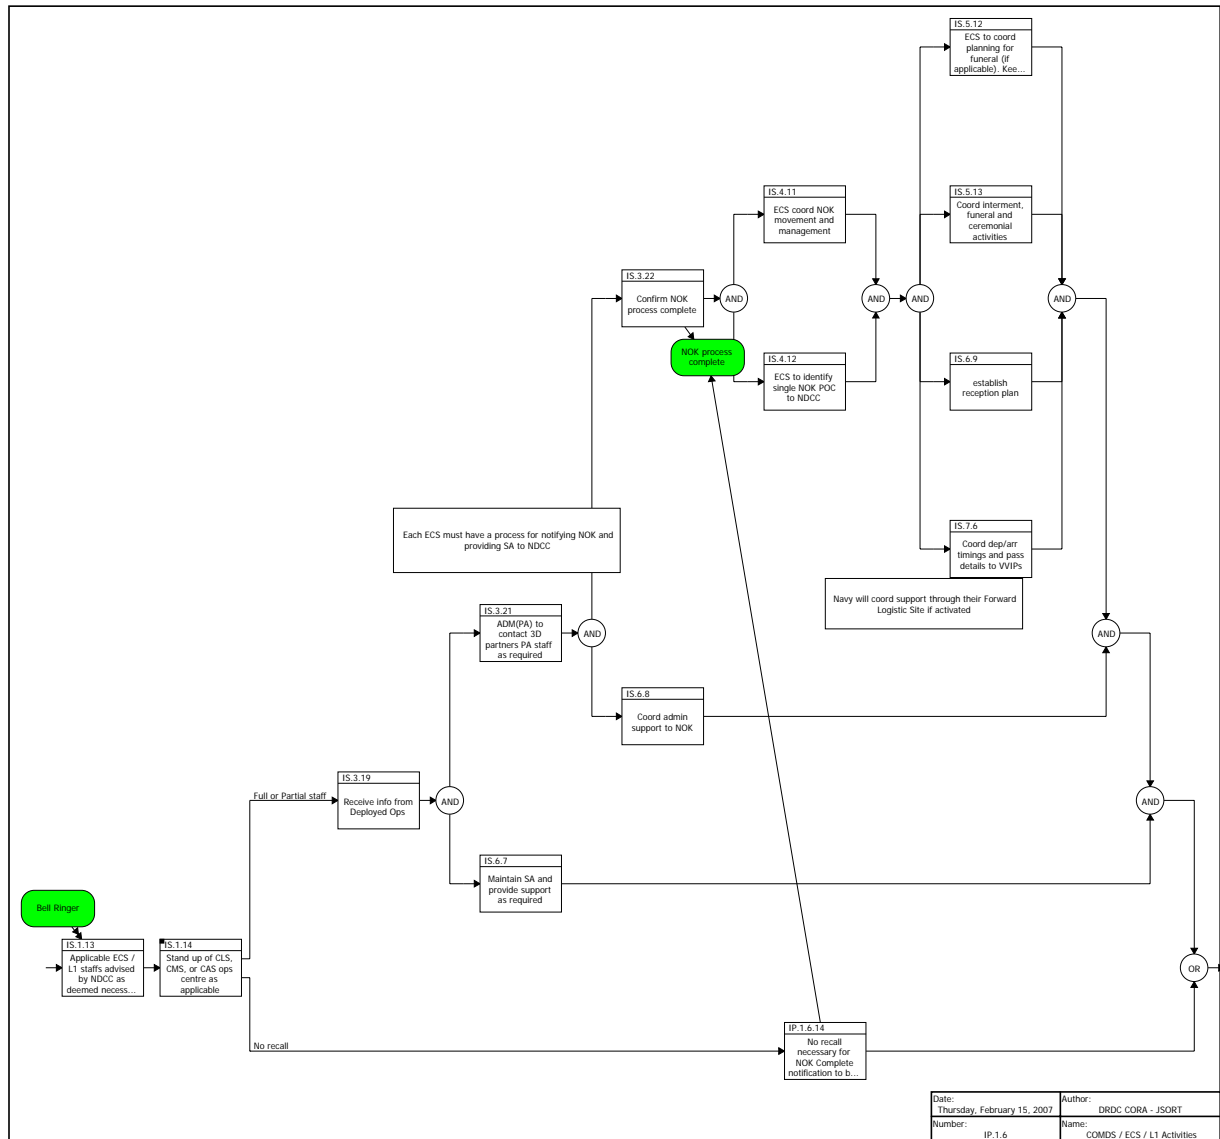 IS.5.12
ECS to coord
planning for
funeral (if
applicable). Kee...
IS.4.11
ECS coord NOK
movement and
management
IS.5.13
Coord interment,
funeral and
ceremonial
activities
IS.3.22
Confirm NOK
process complete
AND
AND
AND
AND
NOK process
complete
IS.4.12
ECS to identify
single NOK POC
to NDCC
IS.6.9
establish
reception plan
Each ECS must have a process for notifying NOK and
providing SA to NDCC
IS.7.6
Coord dep/arr
timings and pass
details to VVIPs
Navy will coord support through their Forward
Logistic Site if activated
IS.3.21
ADM(PA) to
contact 3D
partners PA staff
as required
AND
AND
IS.6.8
Coord admin
support to NOK
Full or Partial staff
IS.3.19
Receive info from
Deployed Ops
AND
AND
IS.6.7
Maintain SA and
provide support
as required
Bell Ringer
IS.1.13
Applicable ECS /
L1 staffs advised
by NDCC as
deemed necess...
IS.1.14
Stand up of CLS,
CMS, or CAS ops
centre as
applicable
OR
No recall
IP.1.6.14
No recall
necessary for
NOK Complete
notification to b...
Date:
Thursday, February 15, 2007
Author:
DRDC CORA - JSORT
Number:
IP.1.6
Name:
COMDS / ECS / L1 Activities